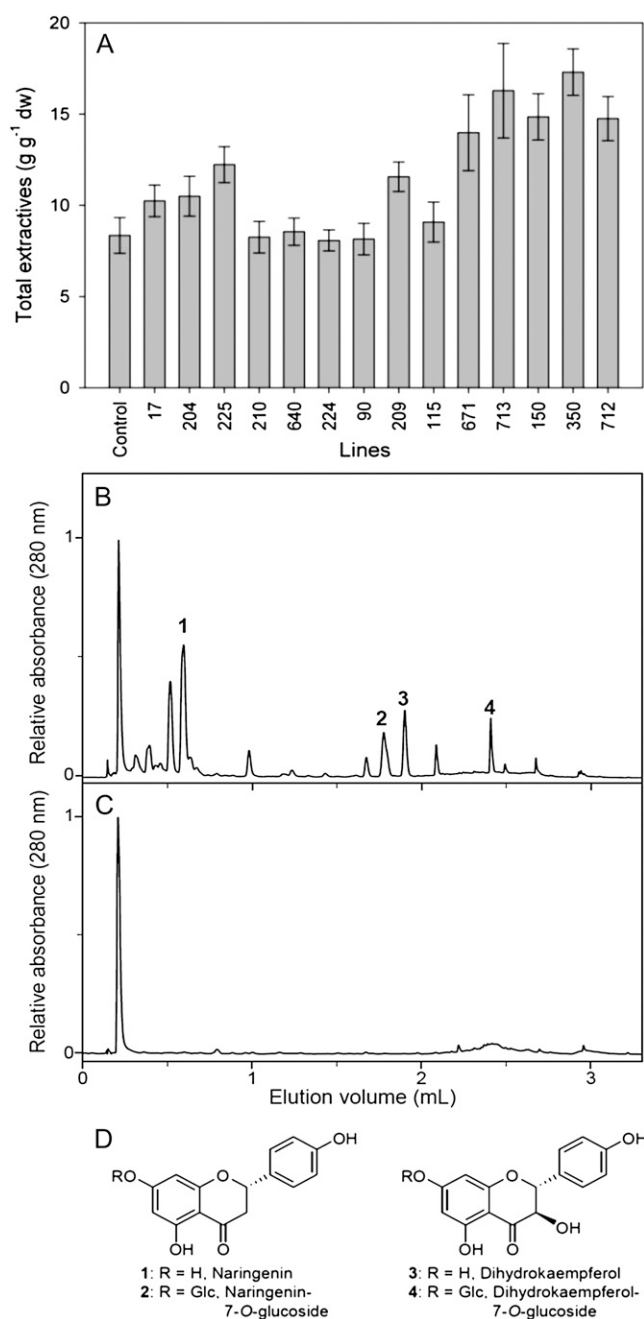 A
Total extractives (g g⁻¹ dw)
20
15
10
5
0
Control
17
204
225
210
640
224
90
209
115
671
713
150
350
712
Lines
B
Relative absorbance (280 nm)
1
0
1
2
3
4
C
Relative absorbance (280 nm)
1
0
0
1
2
3
Elution volume (mL)
D
RO
O
OH
OH
O
1: R = H, Naringenin
2: R = Glc, Naringenin-
7-O-glucoside
RO
O
OH
OH
OH
O
3: R = H, Dihydrokaempferol
4: R = Glc, Dihydrokaempferol-
7-O-glucoside